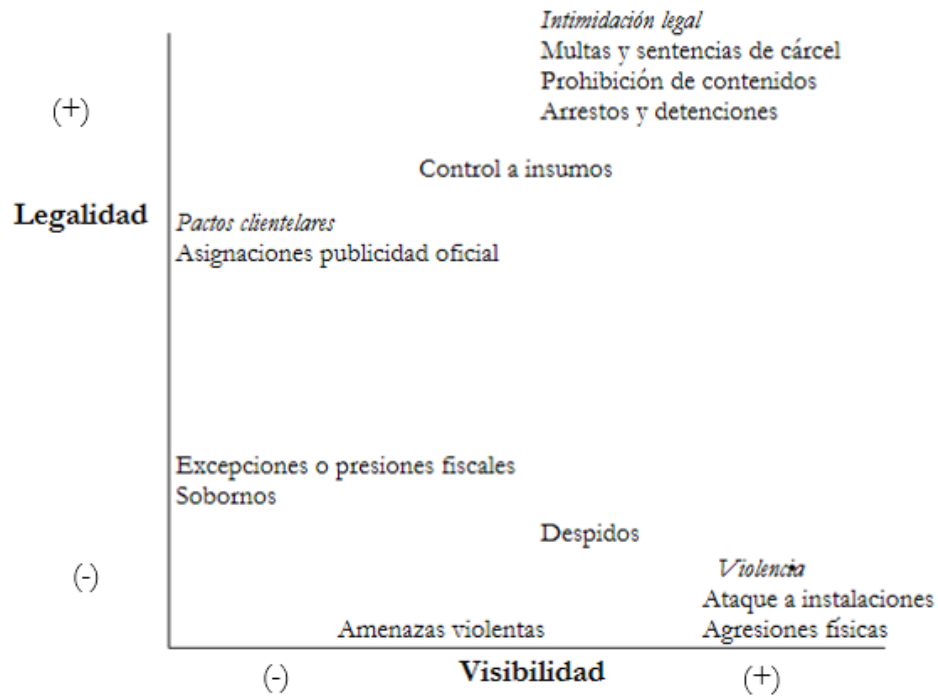 Intimidación legal
Multas y sentencias de cárcel
Prohibición de contenidos
Arrestos y detenciones
(+)
Control a insumos
Legalidad
Pactos clientelares
Asignaciones publicidad oficial
Excepciones o presiones fiscales
Sobornos
Despidos
(-)
Violencia
Ataque a instalaciones
Amenazas violentas
Agresiones físicas
(-)
Visibilidad
(+)